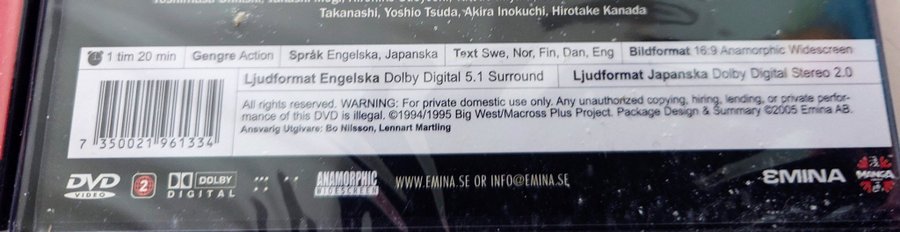 Takanashi, Yoshio Tsuda, Akira Inokuchi, Hirotake Kanada
1 tim 20 min
Gengre Action
Språk Engelska, Japanska
Text Swe, Nor, Fin, Dan, Eng
Bildformat 16:9 Anamorphic Widescreen
Ljudformat Engelska Dolby Digital 5.1 Surround
Ljudformat Japanska Dolby Digital Stereo 2.0
All rights reserved. WARNING: For private domestic use only. Any unauthorized copying, hiring, lending, or private perfor-
mance of this DVD is illegal. ©1994/1995 Big West/Macross Plus Project. Package Design & Summary ©2005 Emina AB.
Ansvarig Utgivare: Bo Nilsson, Lennart Martling
7 350021 961334
DVD
VIDEO
2
DOLBY
DIGITAL
ANAMORPHIC
WIDESCREEN
WWW.EMINA.SE OR INFO@EMINA.SE
EMINA
MANGA